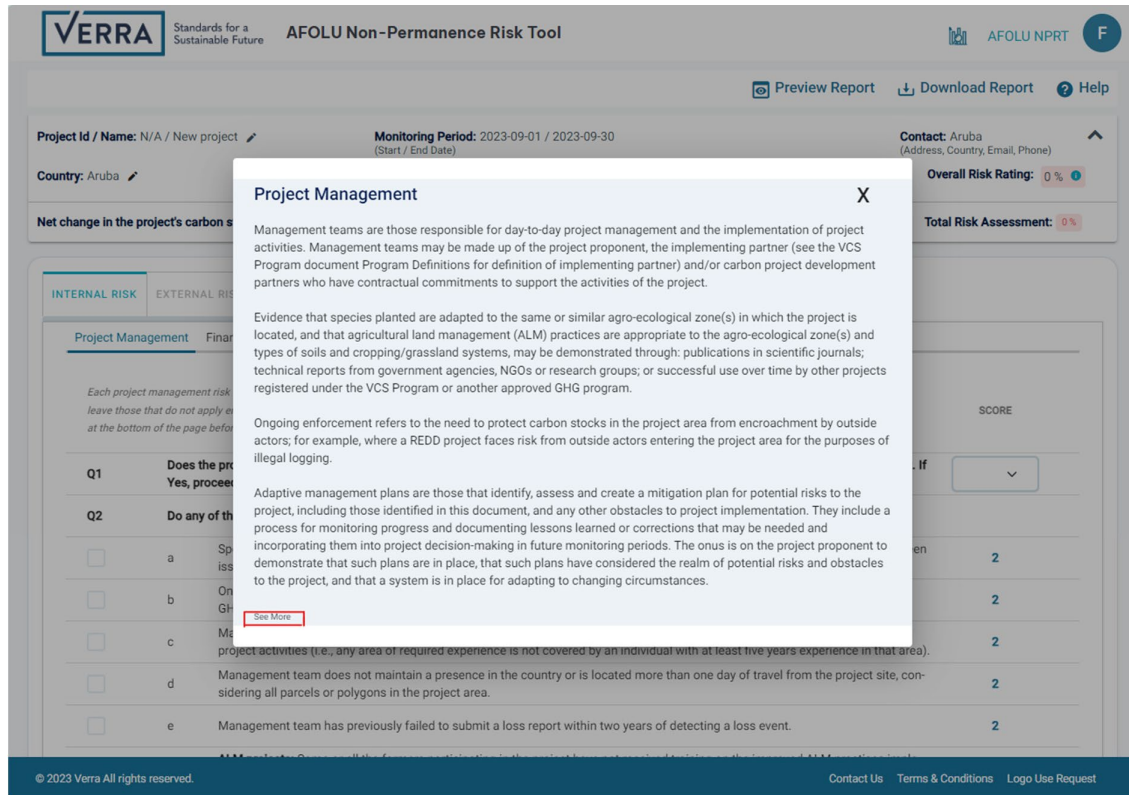 VERRA
Standards for a
Sustainable Future
AFOLU Non-Permanence Risk Tool
AFOLU NPRT
F
Preview Report
Download Report
Help
Project Id / Name: N/A / New project
Monitoring Period: 2023-09-01 / 2023-09-30
(Start / End Date)
Contact: Aruba
(Address, Country, Email, Phone)
Country: Aruba
Overall Risk Rating: 0 %
Net change in the project's carbon s
Total Risk Assessment: 0 %
Project Management
X
Management teams are those responsible for day-to-day project management and the implementation of project
activities. Management teams may be made up of the project proponent, the implementing partner (see the VCS
Program document Program Definitions for definition of implementing partner) and/or carbon project development
partners who have contractual commitments to support the activities of the project.
Evidence that species planted are adapted to the same or similar agro-ecological zone(s) in which the project is
located, and that agricultural land management (ALM) practices are appropriate to the agro-ecological zone(s) and
types of soils and cropping/grassland systems, may be demonstrated through: publications in scientific journals;
technical reports from government agencies, NGOs or research groups; or successful use over time by other projects
registered under the VCS Program or another approved GHG program.
Ongoing enforcement refers to the need to protect carbon stocks in the project area from encroachment by outside
actors; for example, where a REDD project faces risk from outside actors entering the project area for the purposes of
illegal logging.
Adaptive management plans are those that identify, assess and create a mitigation plan for potential risks to the
project, including those identified in this document, and any other obstacles to project implementation. They include a
process for monitoring progress and documenting lessons learned or corrections that may be needed and
incorporating them into project decision-making in future monitoring periods. The onus is on the project proponent to
demonstrate that such plans are in place, that such plans have considered the realm of potential risks and obstacles
to the project, and that a system is in place for adapting to changing circumstances.
See More
INTERNAL RISK
EXTERNAL RIS
Project Management
Finan
Each project management risk
leave those that do not apply e
at the bottom of the page befor
SCORE
Q1
Does the pro
. If
Yes, proceed
Q2
Do any of th
a
Sp
en
iss
2
b
On
GH
2
c
Ma
project activities (i.e., any area of required experience is not covered by an individual with at least five years experience in that area).
2
d
Management team does not maintain a presence in the country or is located more than one day of travel from the project site, con-
sidering all parcels or polygons in the project area.
2
e
Management team has previously failed to submit a loss report within two years of detecting a loss event.
2
© 2023 Verra All rights reserved.
Contact Us
Terms & Conditions
Logo Use Request